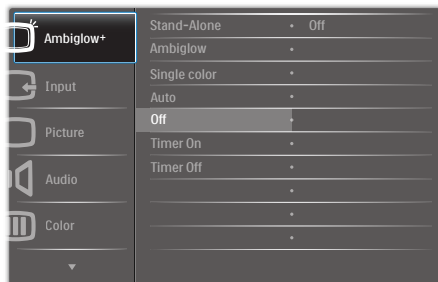 Ambiglow+
Input
Picture
Audio
Color
Stand-Alone • Off
Ambiglow •
Single color •
Auto •
Off •
Timer On •
Timer Off •
•
•
•